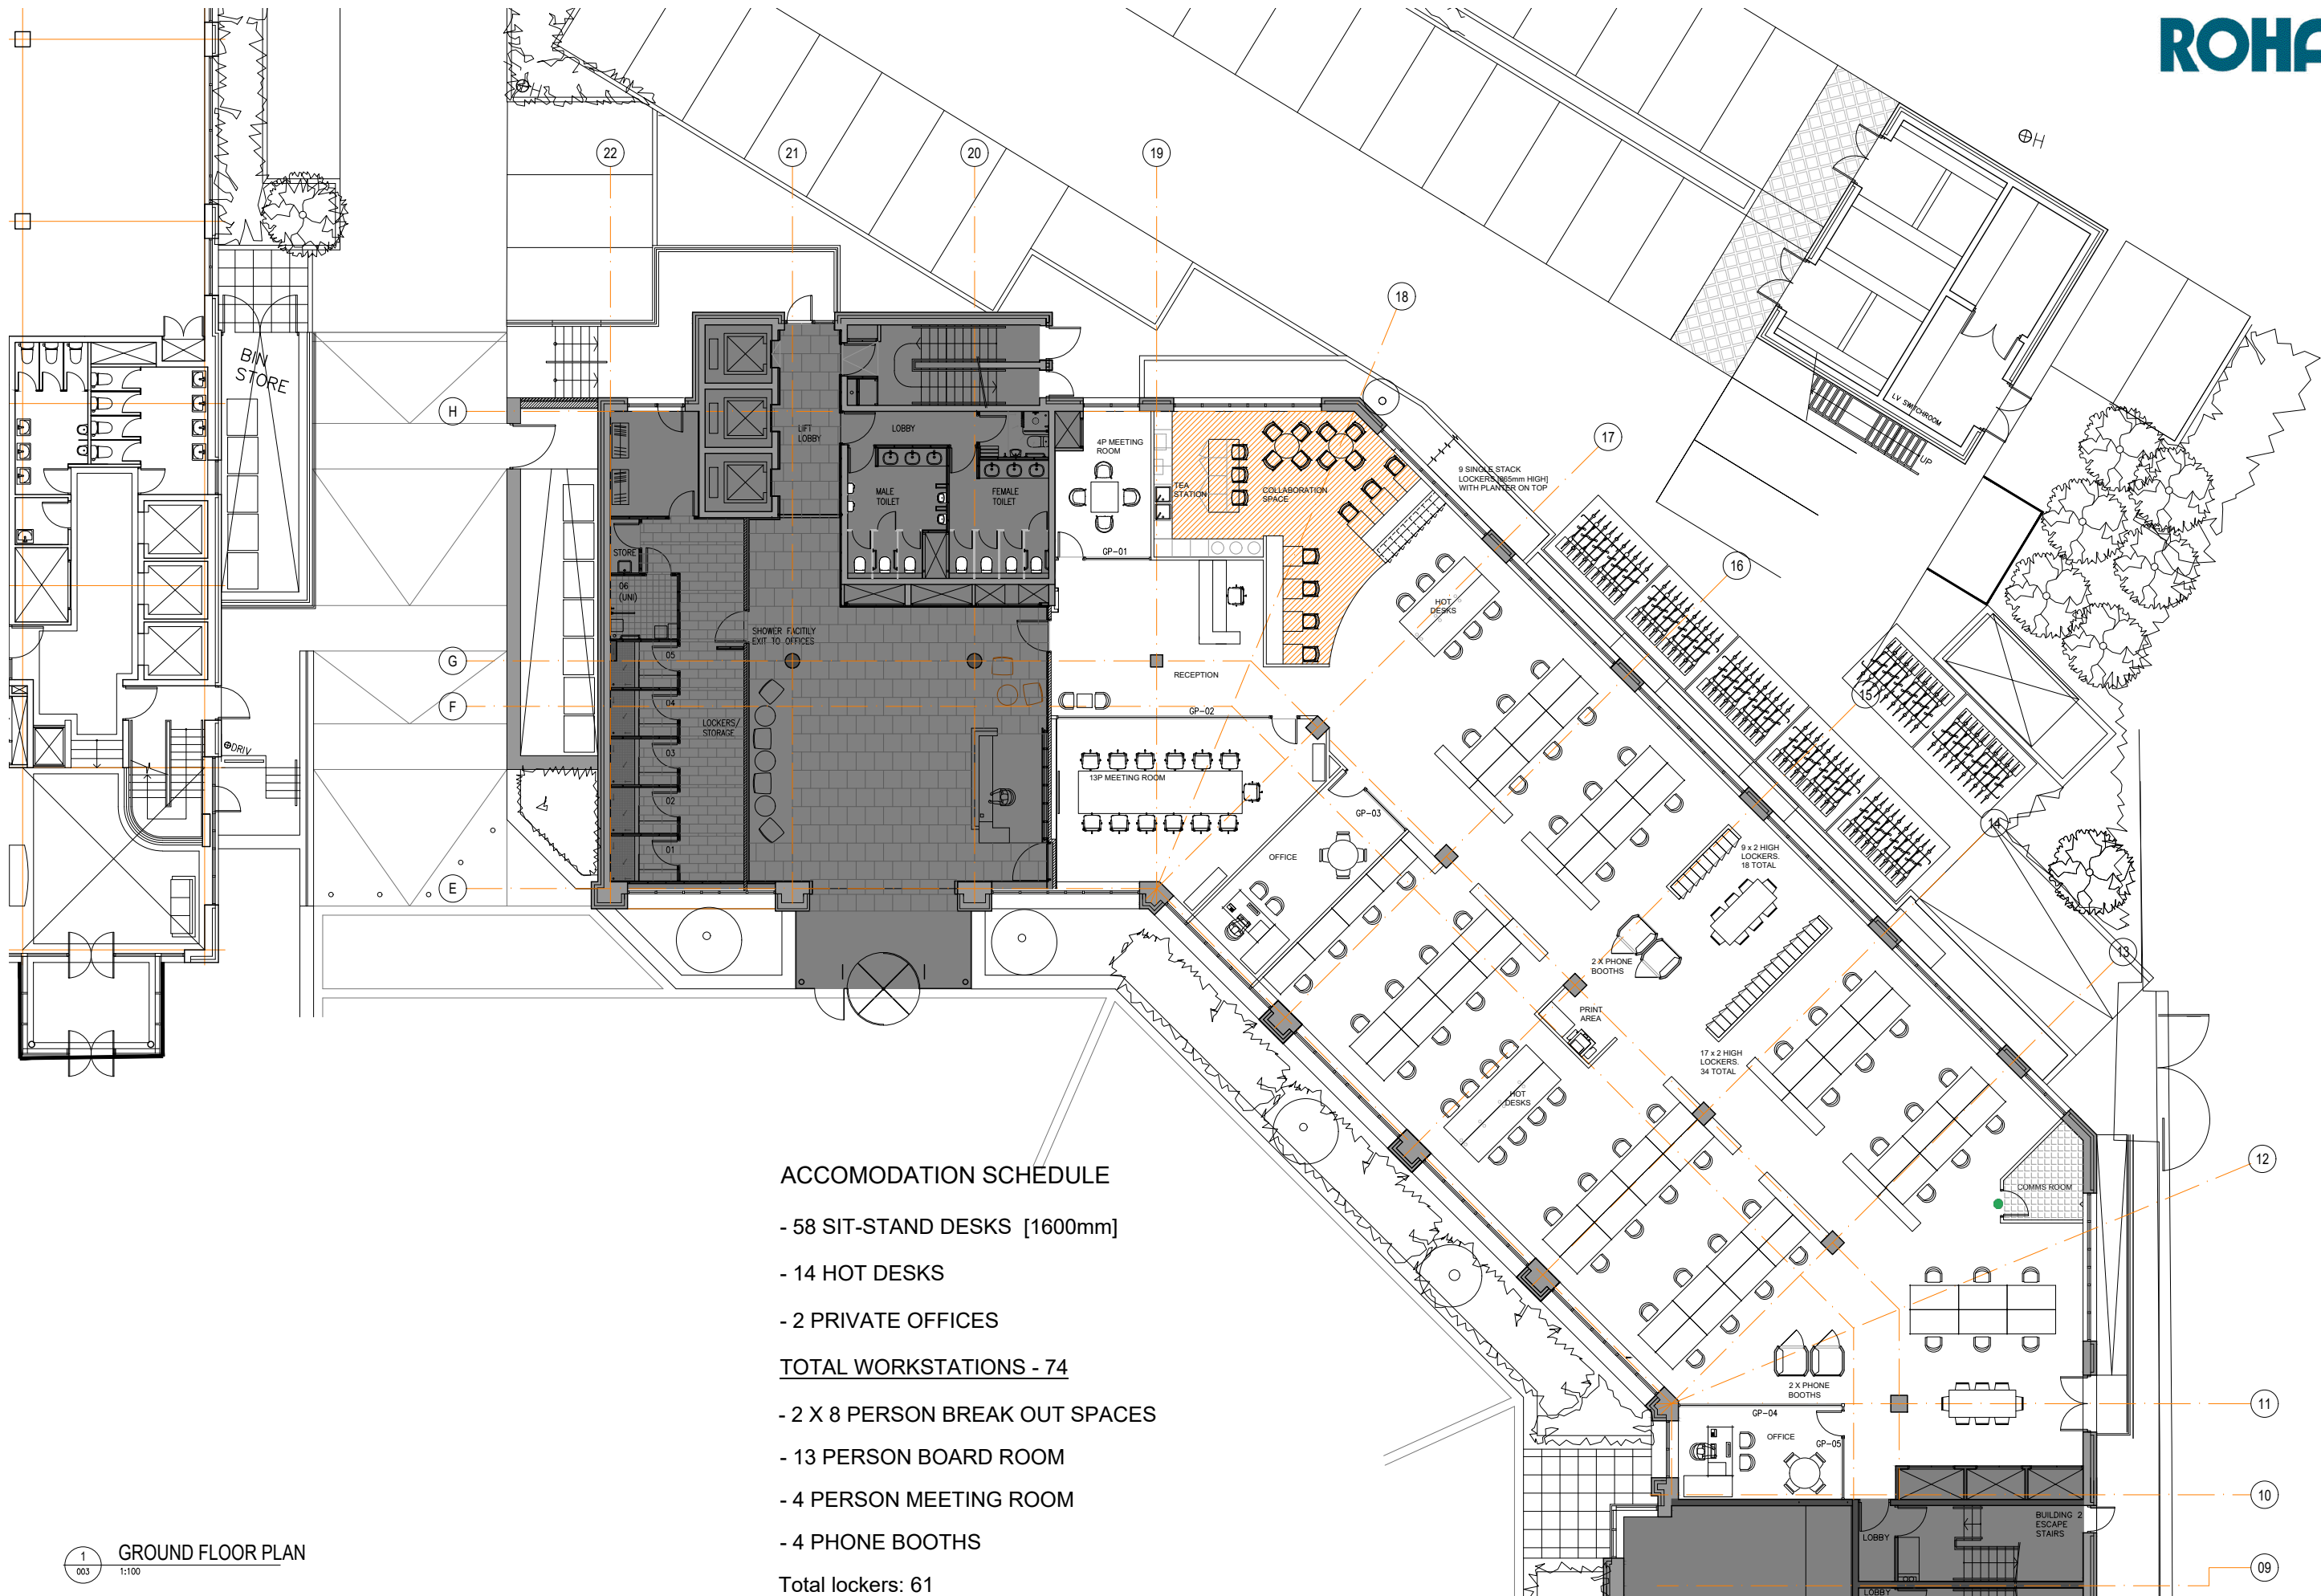 ROHA
H
H
22
21
20
19
18
17
16
15
14
13
12
11
10
09
H
G
F
E
BIN
STORE
DRIV
LV SWITCHROOM
UP
LIFT
LOBBY
LOBBY
MALE
TOILET
FEMALE
TOILET
4P MEETING
ROOM
GP-01
TEA
STATION
COLLABORATION
SPACE
9 SINGLE STACK
LOCKERS [865mm HIGH]
WITH PLANTER ON TOP
STORE
06
(UNI)
05
04
03
02
01
SHOWER FACITILY
EXIT TO OFFICES
LOCKERS/
STORAGE
RECEPTION
GP-02
13P MEETING ROOM
GP-03
OFFICE
HOT
DESKS
9 x 2 HIGH
LOCKERS.
18 TOTAL
2 X PHONE
BOOTHS
PRINT
AREA
17 x 2 HIGH
LOCKERS.
34 TOTAL
HOT
DESKS
COMMS ROOM
2 X PHONE
BOOTHS
GP-04
OFFICE
GP-05
BUILDING 2
ESCAPE
STAIRS
LOBBY
LOBBY
ACCOMODATION SCHEDULE
- 58 SIT-STAND DESKS [1600mm]
- 14 HOT DESKS
- 2 PRIVATE OFFICES
TOTAL WORKSTATIONS - 74
- 2 X 8 PERSON BREAK OUT SPACES
- 13 PERSON BOARD ROOM
- 4 PERSON MEETING ROOM
- 4 PHONE BOOTHS
Total lockers: 61
1
003
GROUND FLOOR PLAN
1:100